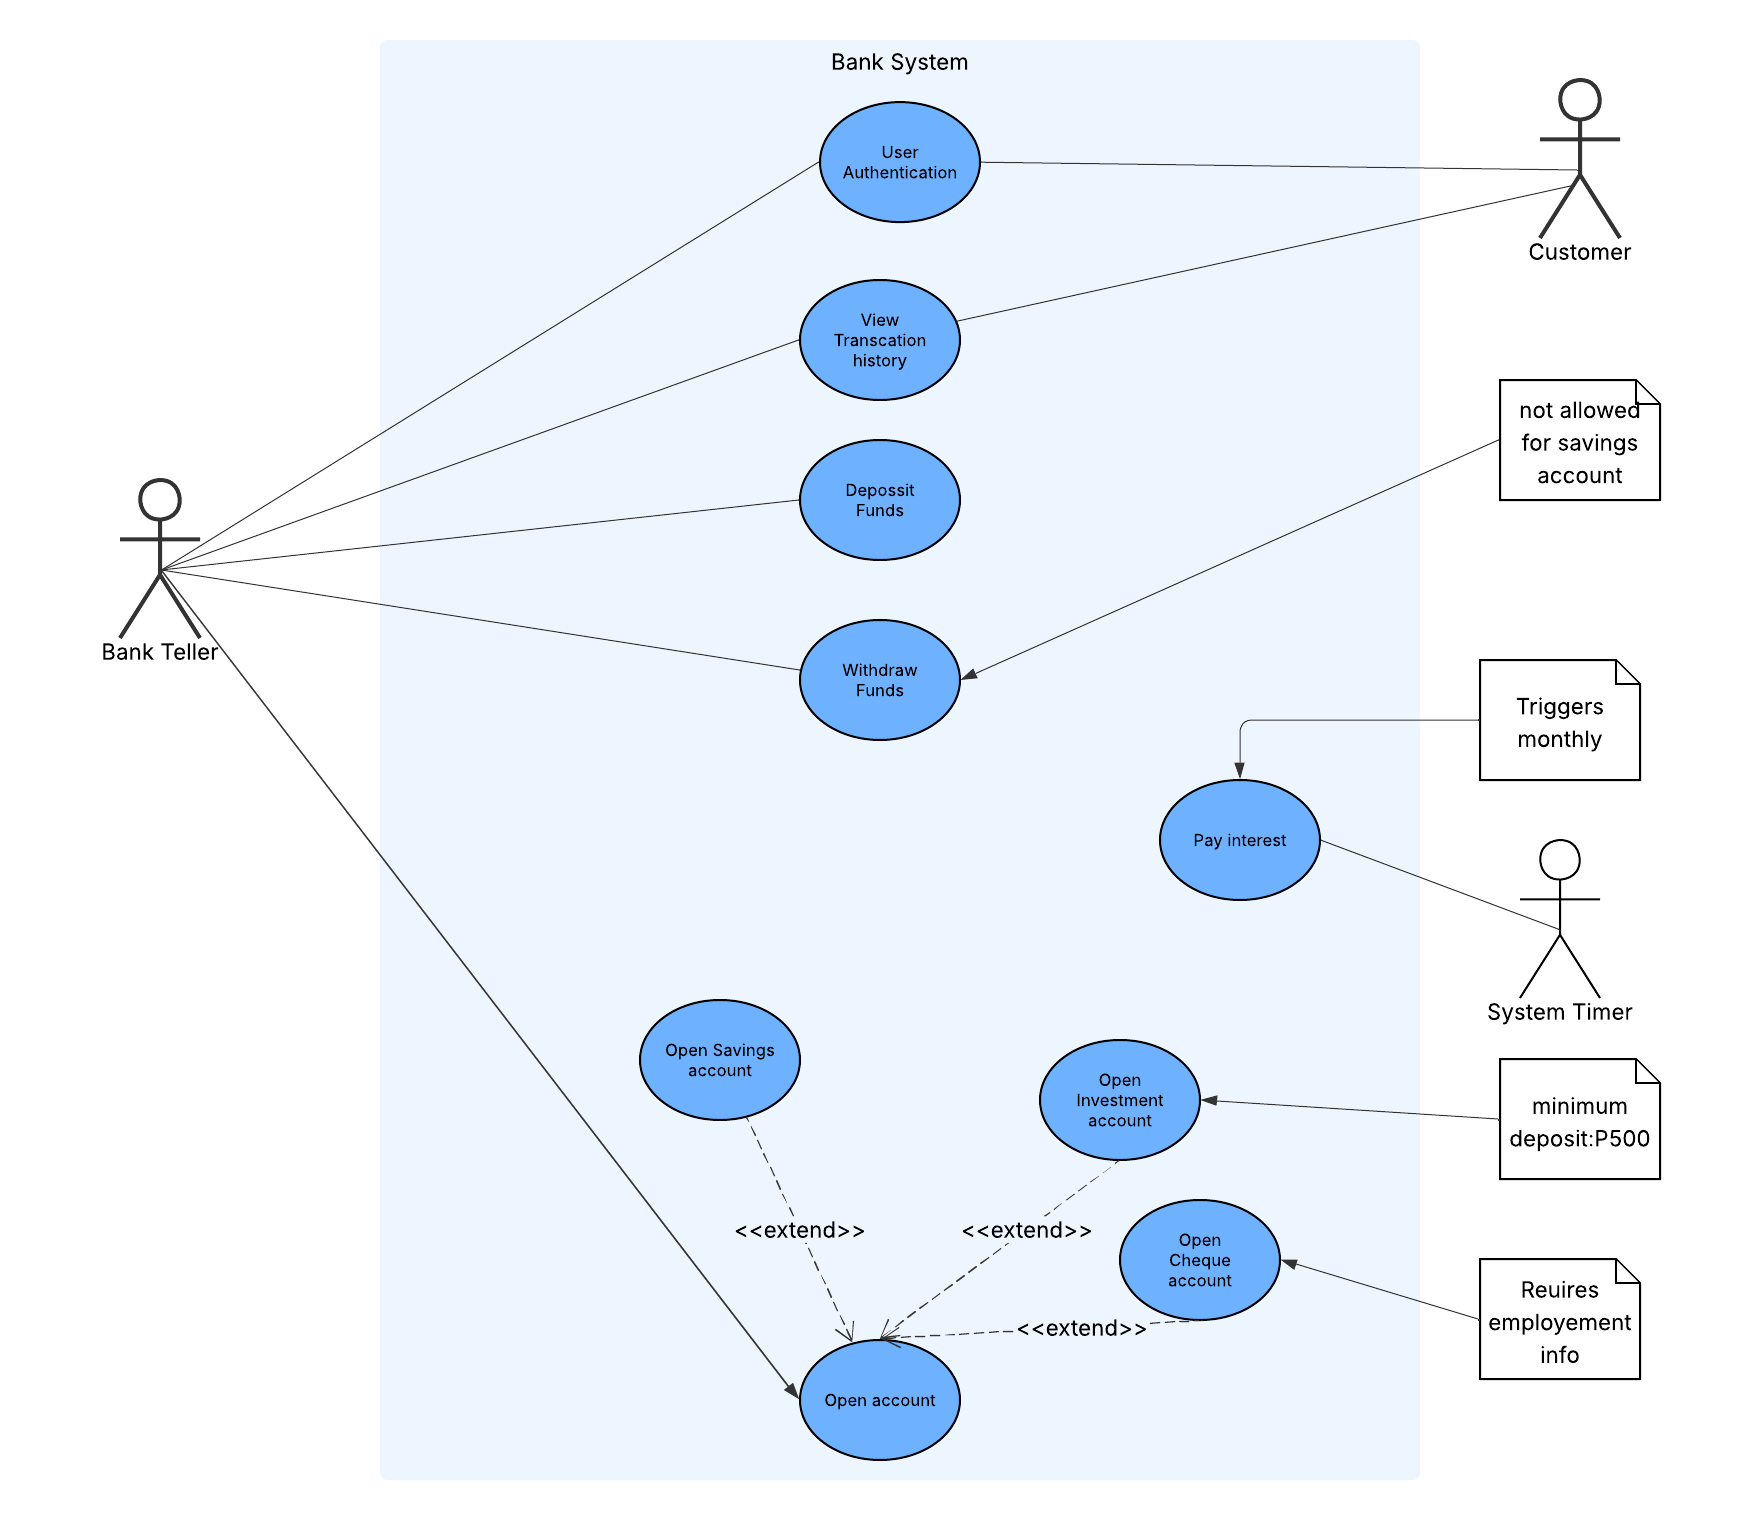 Bank System
User
Authentication
Customer
View
Transcation
history
not allowed
for savings
account
Depossit
Funds
Bank Teller
Withdraw
Funds
Triggers
monthly
Pay interest
System Timer
Open Savings
account
Open
Investment
account
minimum
deposit:P500
<<extend>>
<<extend>>
Open
Cheque
account
Reuires
employement
info
<<extend>>
Open account